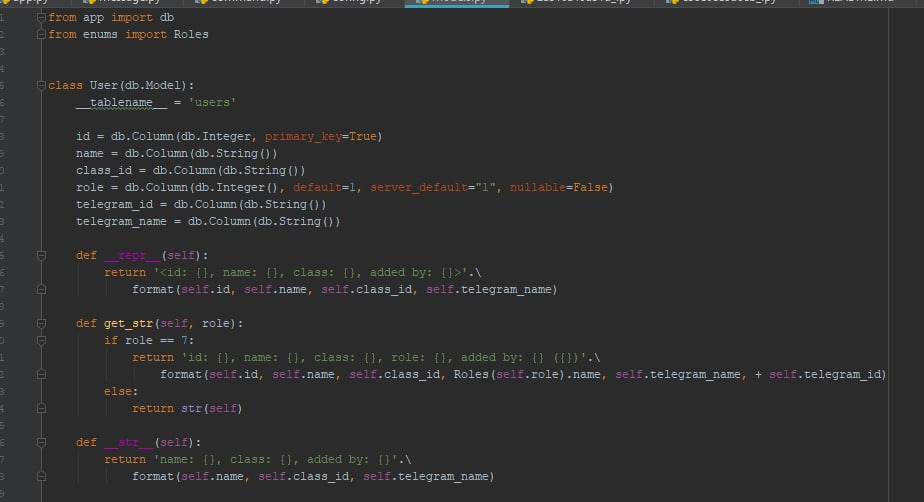 from app import db
from enums import Roles
class User(db.Model):
__tablename__ = 'users'
id = db.Column(db.Integer, primary_key=True)
name = db.Column(db.String())
class_id = db.Column(db.String())
role = db.Column(db.Integer(), default=1, server_default="1", nullable=False)
telegram_id = db.Column(db.String())
telegram_name = db.Column(db.String())
def __repr__(self):
return '<id: {}, name: {}, class: {}, added by: {}>'.\
format(self.id, self.name, self.class_id, self.telegram_name)
def get_str(self, role):
if role == 7:
return 'id: {}, name: {}, class: {}, role: {}, added by: {} ({})'.\
format(self.id, self.name, self.class_id, Roles(self.role).name, self.telegram_name, + self.telegram_id)
else:
return str(self)
def __str__(self):
return 'name: {}, class: {}, added by: {}'.\
format(self.name, self.class_id, self.telegram_name)